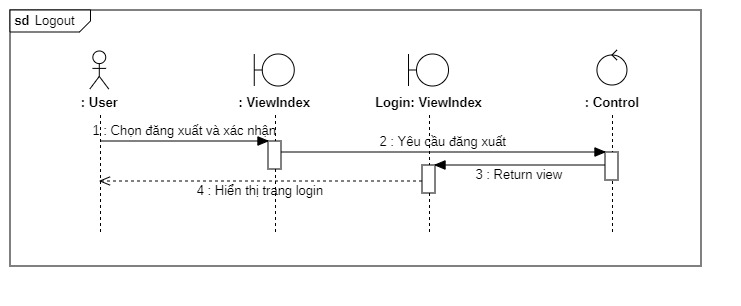 sd Logout
: User
: ViewIndex
Login: ViewIndex
: Control
1 : Chọn đăng xuất và xác nhận
2 : Yêu cầu đăng xuất
3 : Return view
4 : Hiển thị trang login